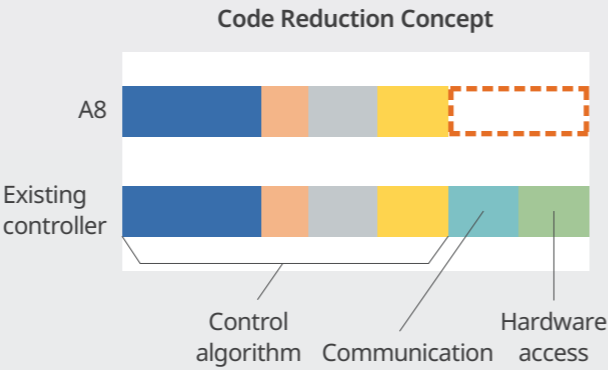 Code Reduction Concept
A8
Existing
controller
Control
algorithm
Communication
Hardware
access